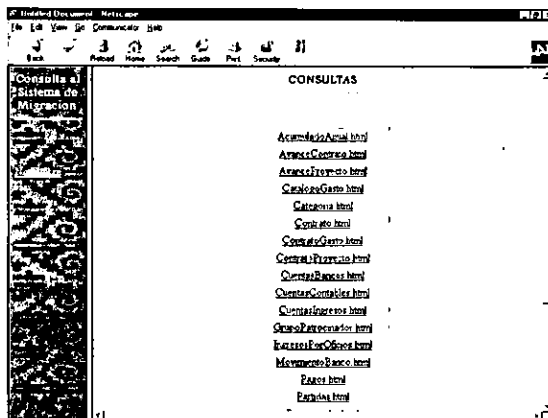 Untitled Document - Netscape
File Edit View Go Communicator Help
Back Reload Home Search Guide Print Security
Consulta al
Sistema de
Migracion
CONSULTAS
AcumuladoAnual.html
AvanceContrato.html
AvanceProyecto.html
CatalogoGasto.html
Categoria.html
Contrato.html
ContratoGasto.html
ContratoProyecto.html
CuentasBancos.html
CuentasContables.html
CuentasIngresos.html
GrupoPatrocinador.html
IngresosPorOficios.html
MovimientoBanco.html
Pagos.html
Partidas.html